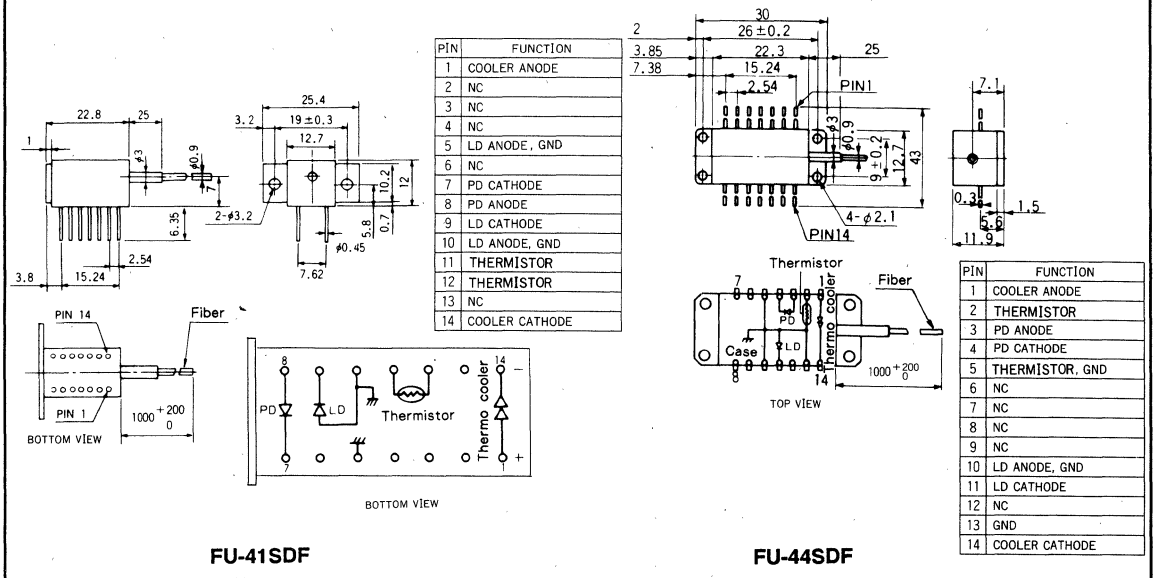 22.8
25
1
φ3
φ0.9
7
6.35
2.54
3.8
15.24
25.4
3.2
19±0.3
12.7
10.2
12
2-φ3.2
5.8
0.7
φ0.45
7.62
PIN FUNCTION
1 COOLER ANODE
2 NC
3 NC
4 NC
5 LD ANODE, GND
6 NC
7 PD CATHODE
8 PD ANODE
9 LD CATHODE
10 LD ANODE, GND
11 THERMISTOR
12 THERMISTOR
13 NC
14 COOLER CATHODE
PIN 14
Fiber
PIN 1
1000 +200
0
BOTTOM VIEW
8
14
−
PD
LD
Thermistor
Thermo cooler
7
1
+
BOTTOM VIEW
FU-41SDF
30
2
26±0.2
3.85
22.3
25
7.38
15.24
2.54
PIN1
φ3
φ0.9
9±0.2
12.7
43
4-φ2.1
PIN14
7.1
0.3
1.5
5.6
11.9
Thermistor
7
1
Fiber
PD
Case
LD
Thermo cooler
8
14
1000 +200
0
TOP VIEW
PIN FUNCTION
1 COOLER ANODE
2 THERMISTOR
3 PD ANODE
4 PD CATHODE
5 THERMISTOR, GND
6 NC
7 NC
8 NC
9 NC
10 LD ANODE, GND
11 LD CATHODE
12 NC
13 GND
14 COOLER CATHODE
FU-44SDF